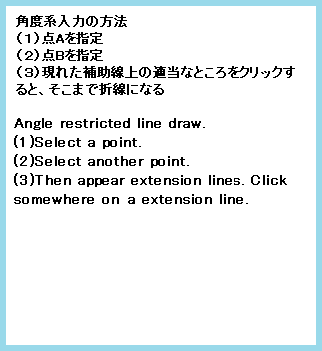 角度系入力の方法
（１）点Aを指定
（２）点Bを指定
（３）現れた補助線上の適当なところをクリックす
ると、そこまで折線になる
Angle restricted line draw.
(1)Select a point.
(2)Select another point.
(3)Then appear extension lines. Click
somewhere on a extension line.